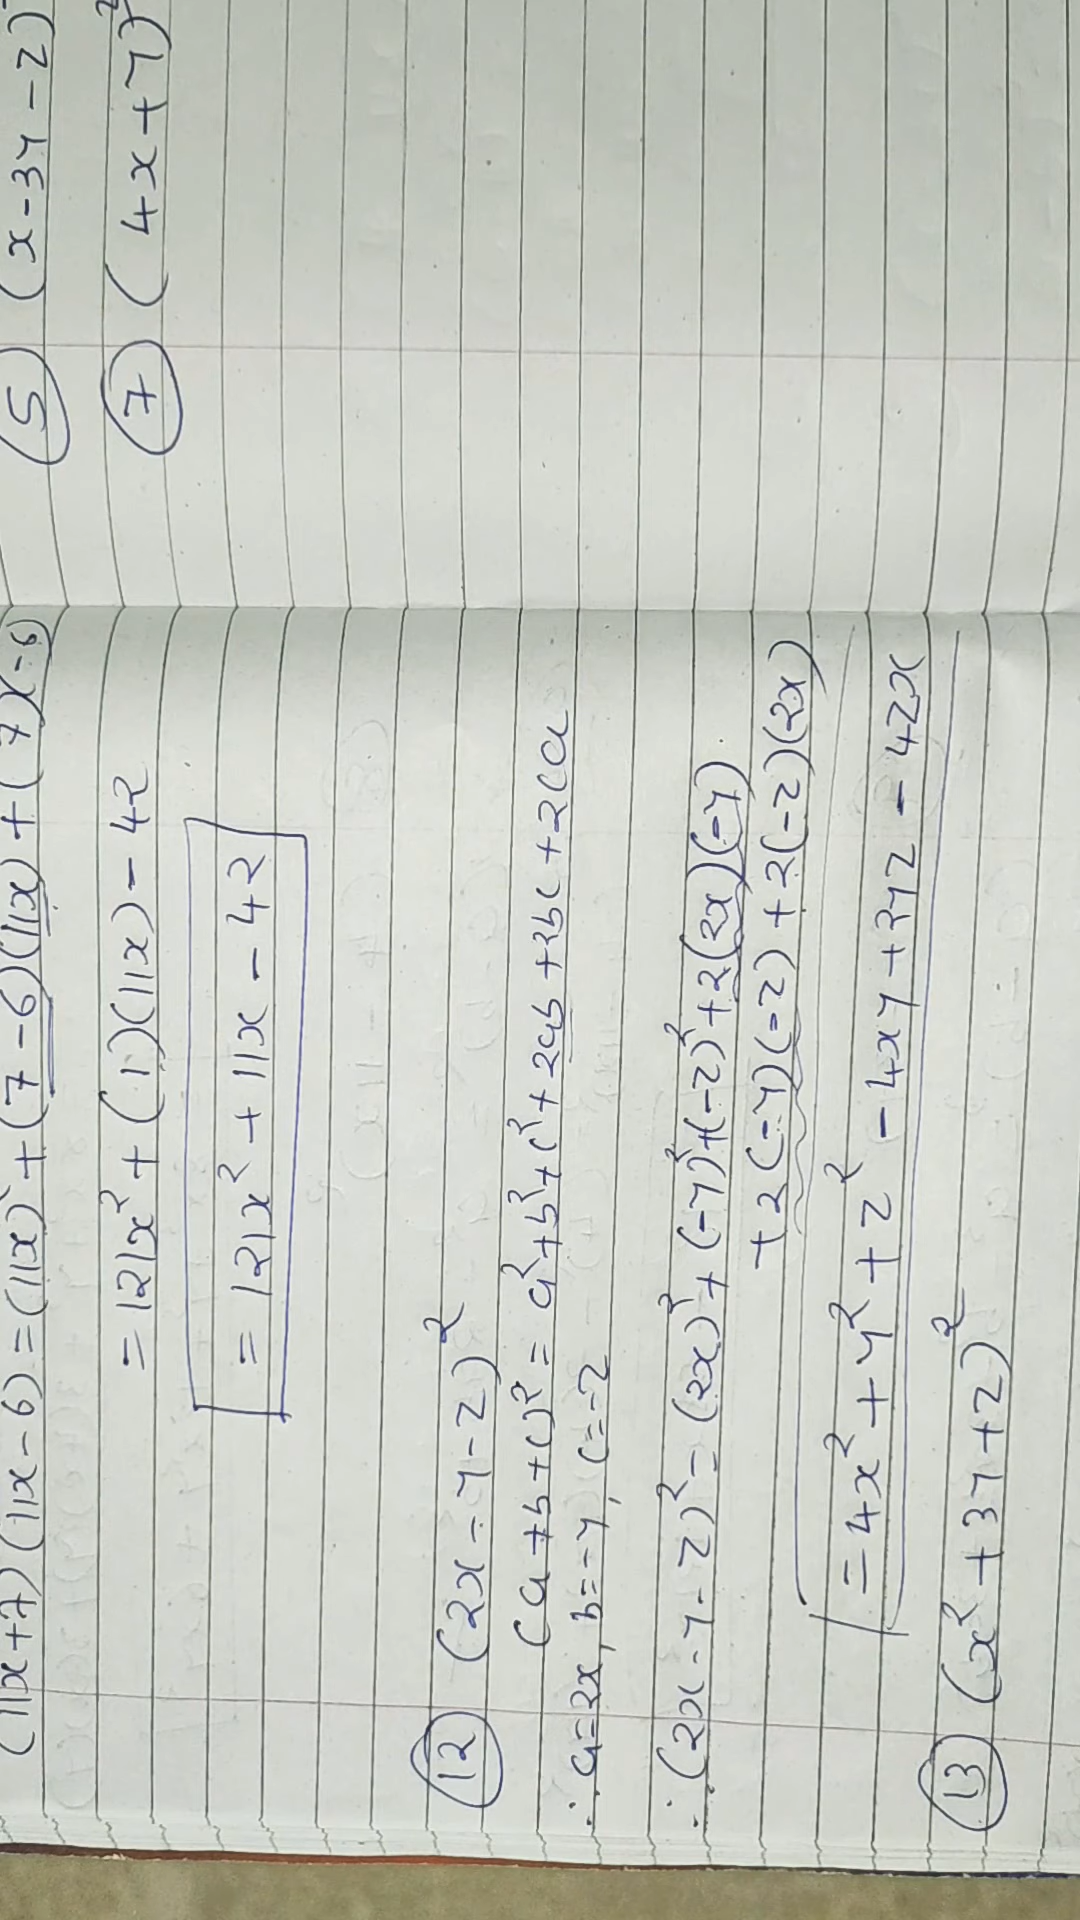 (11x+7)(11x-6) = (11x)² + (7-6)(11x) + (7)(-6)
= 121x² + (1)(11x) - 42
= 121x² + 11x - 42
12 (2x-y-z)²
(a+b+c)² = a²+b²+c²+2ab+2bc+2ca
∴ a=2x, b=-y, c=-z
∴ (2x-y-z)² = (2x)²+(-y)²+(-z)²+2(2x)(-y)
+2(-y)(-z)+2(-z)(2x)
= 4x²+y²+z²-4xy+2yz-4zx
13 (x²+3y+z)²
5 (x-3y-z)
7 (4x+7)²